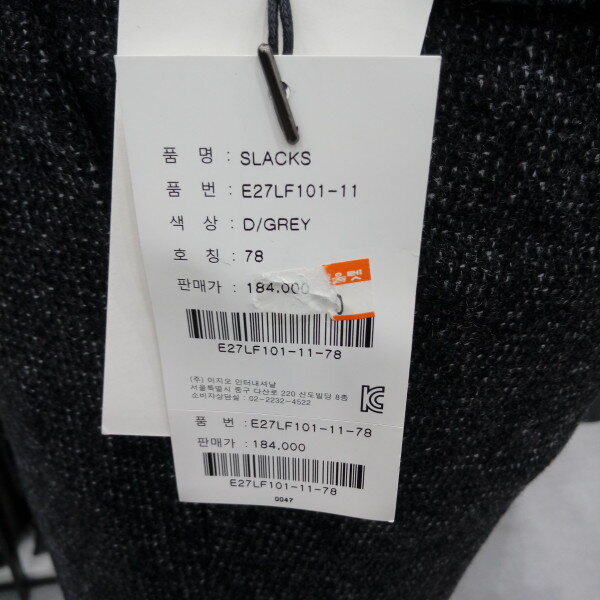 품 명 : SLACKS
품 번 : E27LF101-11
색 상 : D/GREY
호 칭 : 78
판매가 : 184,000
E27LF101-11-78
(주) 이지오 인터내셔날
서울특별시 중구 다산로 220 신도빌딩 8층
소비자상담실 : 02-2232-4522
품 번 : E27LF101-11-78
판매가 : 184,000
E27LF101-11-78
0047